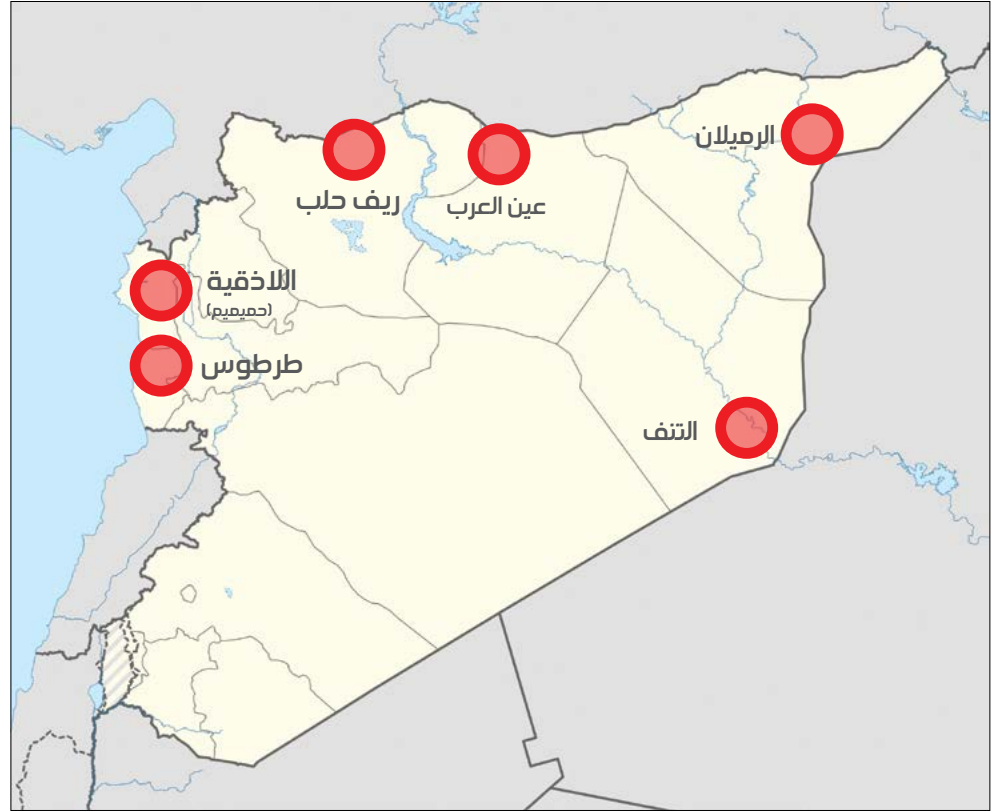 الرميلان
ريف حلب
عين العرب
اللاذقية
(حميميم)
طرطوس
التنف